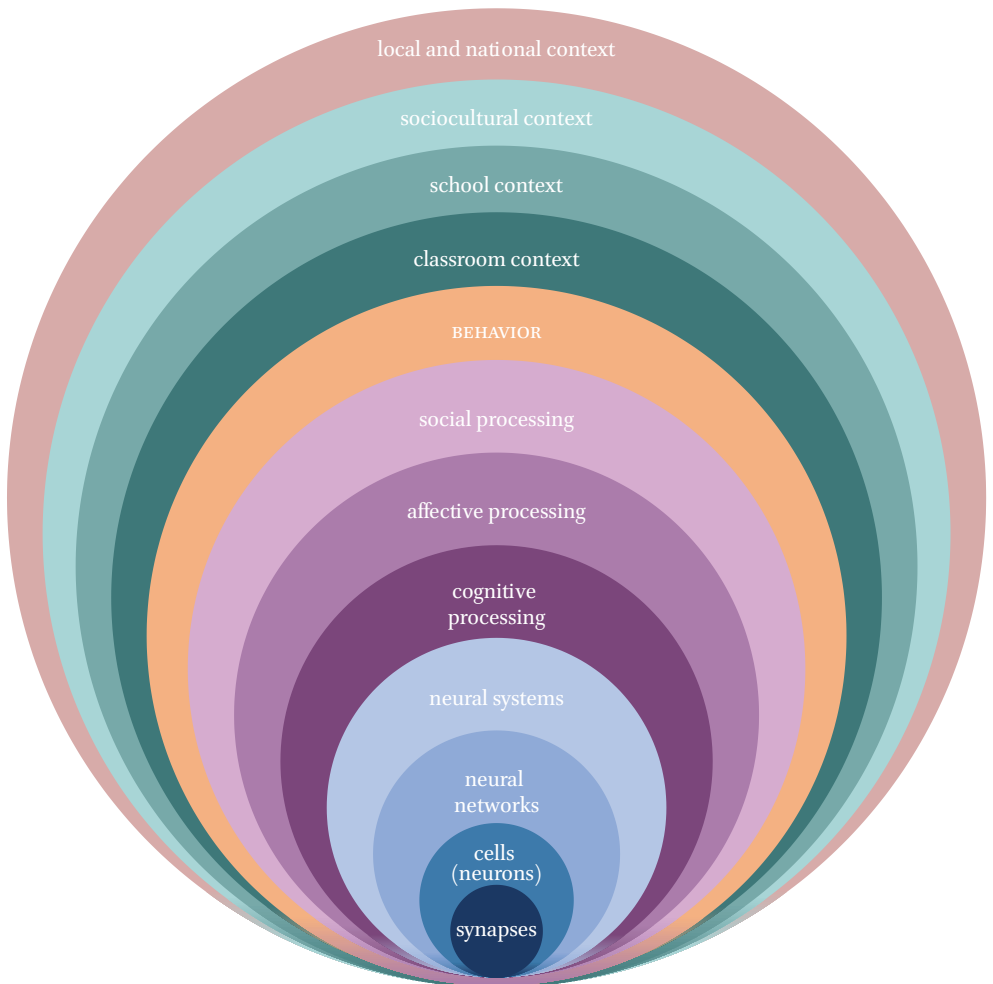 local and national context
sociocultural context
school context
classroom context
BEHAVIOR
social processing
affective processing
cognitive
processing
neural systems
neural
networks
cells
(neurons)
synapses